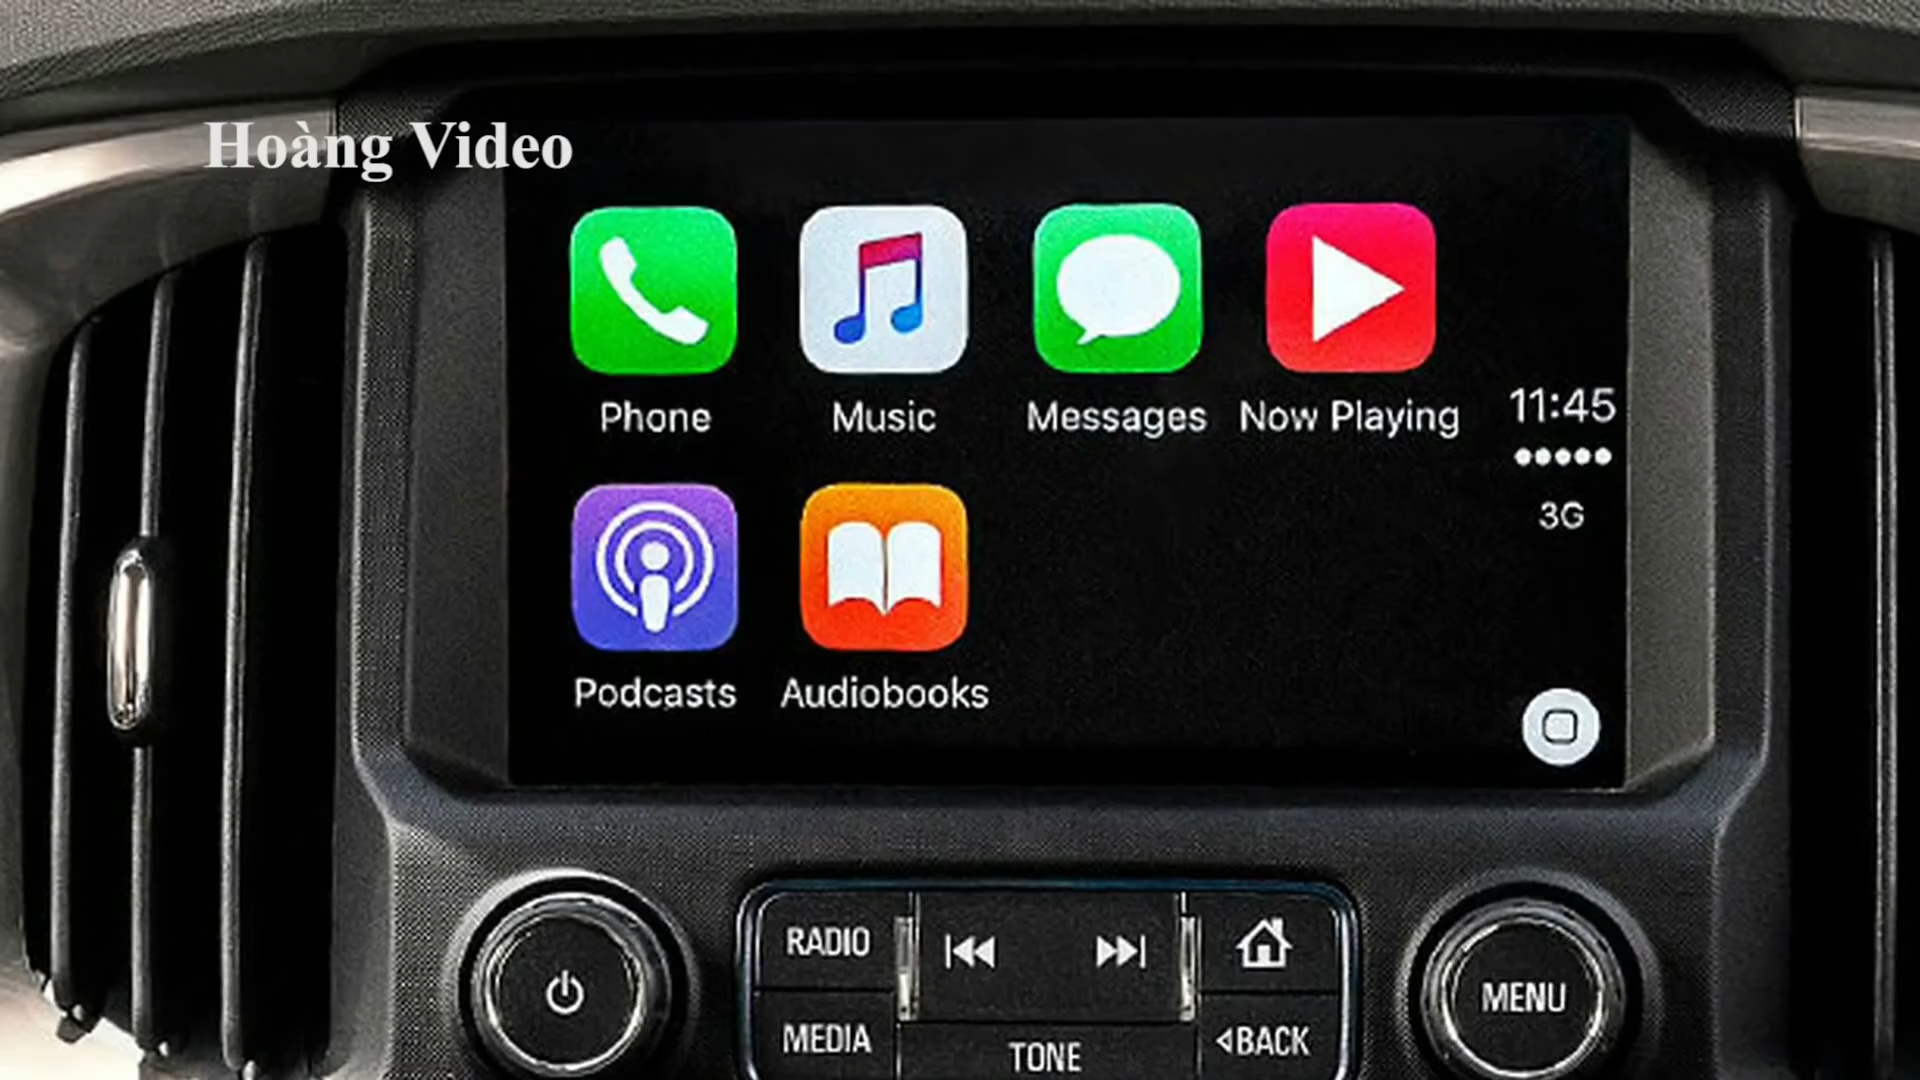 Hoàng Video
Phone
Music
Messages
Now Playing
11:45
3G
Podcasts
Audiobooks
RADIO
MEDIA
TONE
◁BACK
MENU